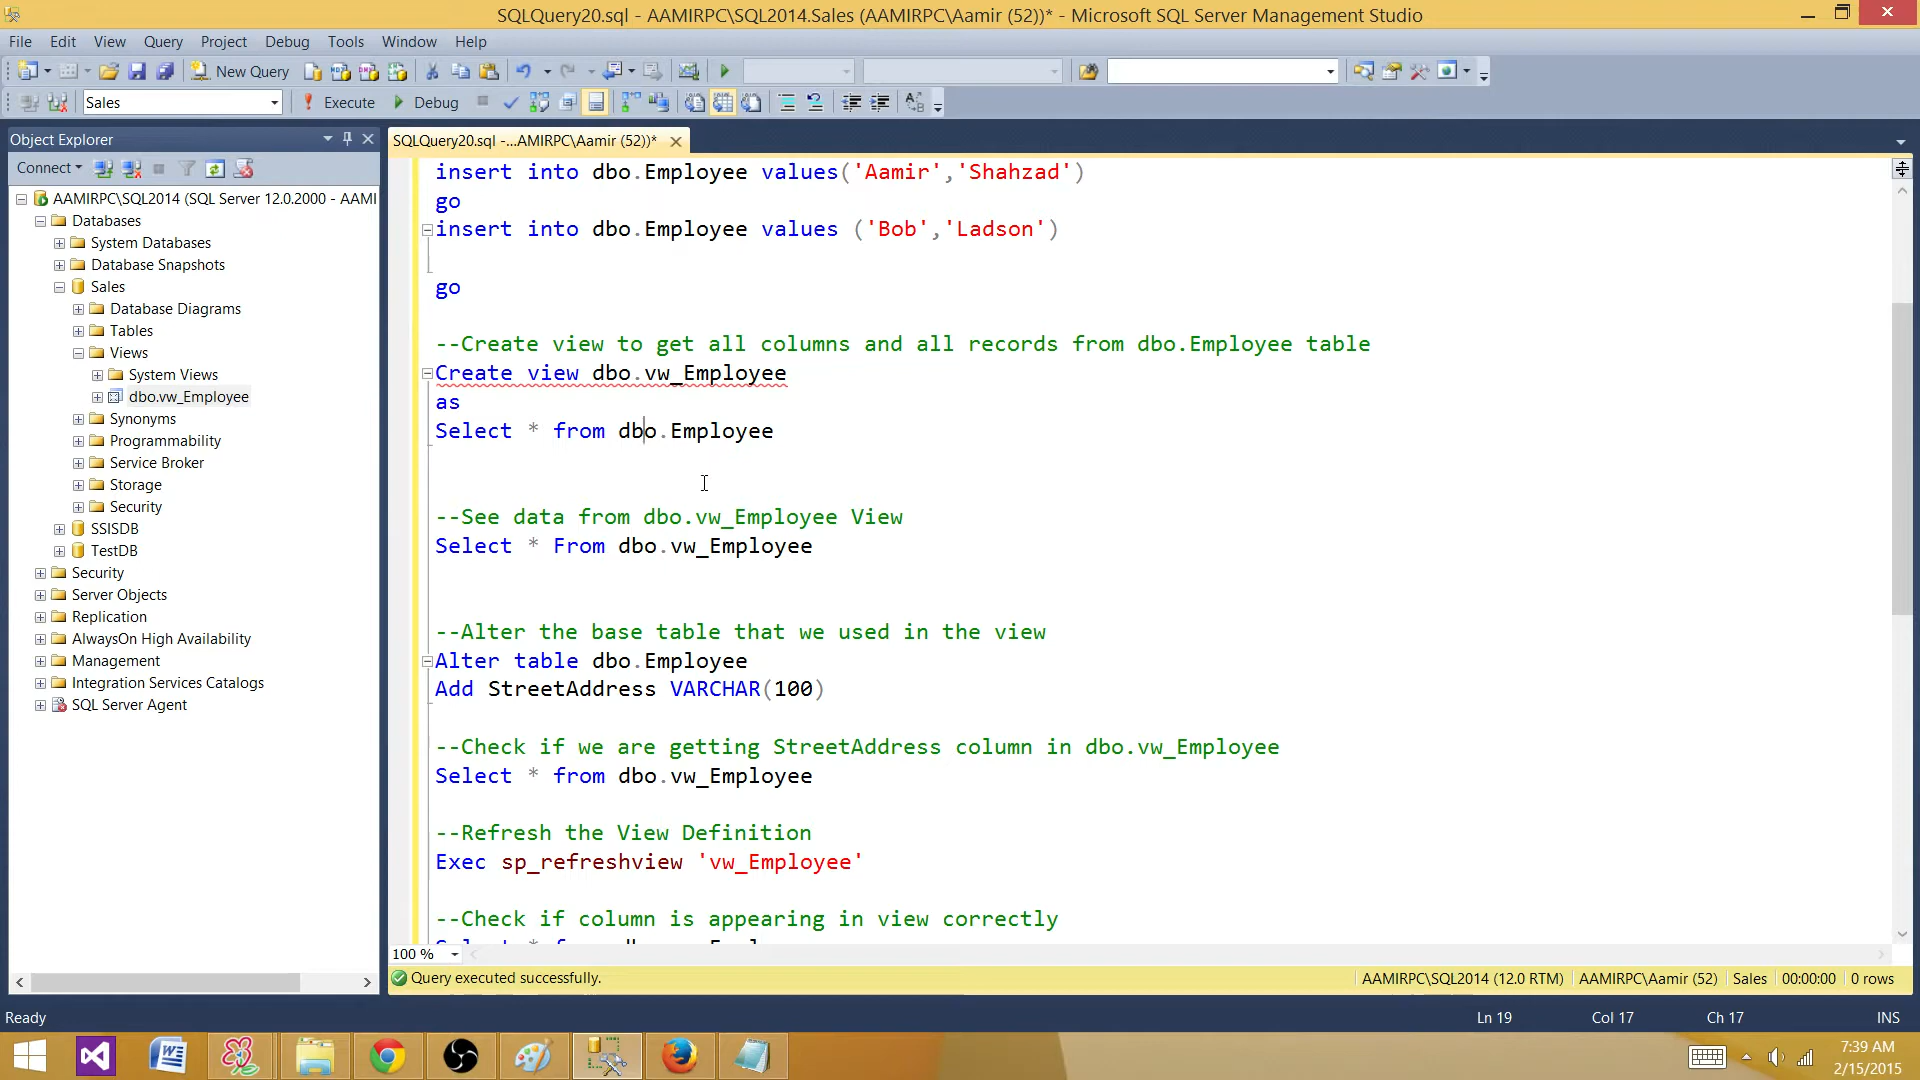 SQLQuery20.sql - AAMIRPC\SQL2014.Sales (AAMIRPC\Aamir (52))* - Microsoft SQL Server Management Studio
File Edit View Query Project Debug Tools Window Help
New Query
Sales Execute Debug
Object Explorer
Connect
AAMIRPC\SQL2014 (SQL Server 12.0.2000 - AAMI
Databases
System Databases
Database Snapshots
Sales
Database Diagrams
Tables
Views
System Views
dbo.vw_Employee
Synonyms
Programmability
Service Broker
Storage
Security
SSISDB
TestDB
Security
Server Objects
Replication
AlwaysOn High Availability
Management
Integration Services Catalogs
SQL Server Agent
SQLQuery20.sql -...AMIRPC\Aamir (52))*
insert into dbo.Employee values('Aamir','Shahzad')
go
insert into dbo.Employee values ('Bob','Ladson')
go
--Create view to get all columns and all records from dbo.Employee table
Create view dbo.vw_Employee
as
Select * from dbo.Employee
--See data from dbo.vw_Employee View
Select * From dbo.vw_Employee
--Alter the base table that we used in the view
Alter table dbo.Employee
Add StreetAddress VARCHAR(100)
--Check if we are getting StreetAddress column in dbo.vw_Employee
Select * from dbo.vw_Employee
--Refresh the View Definition
Exec sp_refreshview 'vw_Employee'
--Check if column is appearing in view correctly
100 %
Query executed successfully. AAMIRPC\SQL2014 (12.0 RTM) AAMIRPC\Aamir (52) Sales 00:00:00 0 rows
Ready Ln 19 Col 17 Ch 17 INS
7:39 AM
2/15/2015